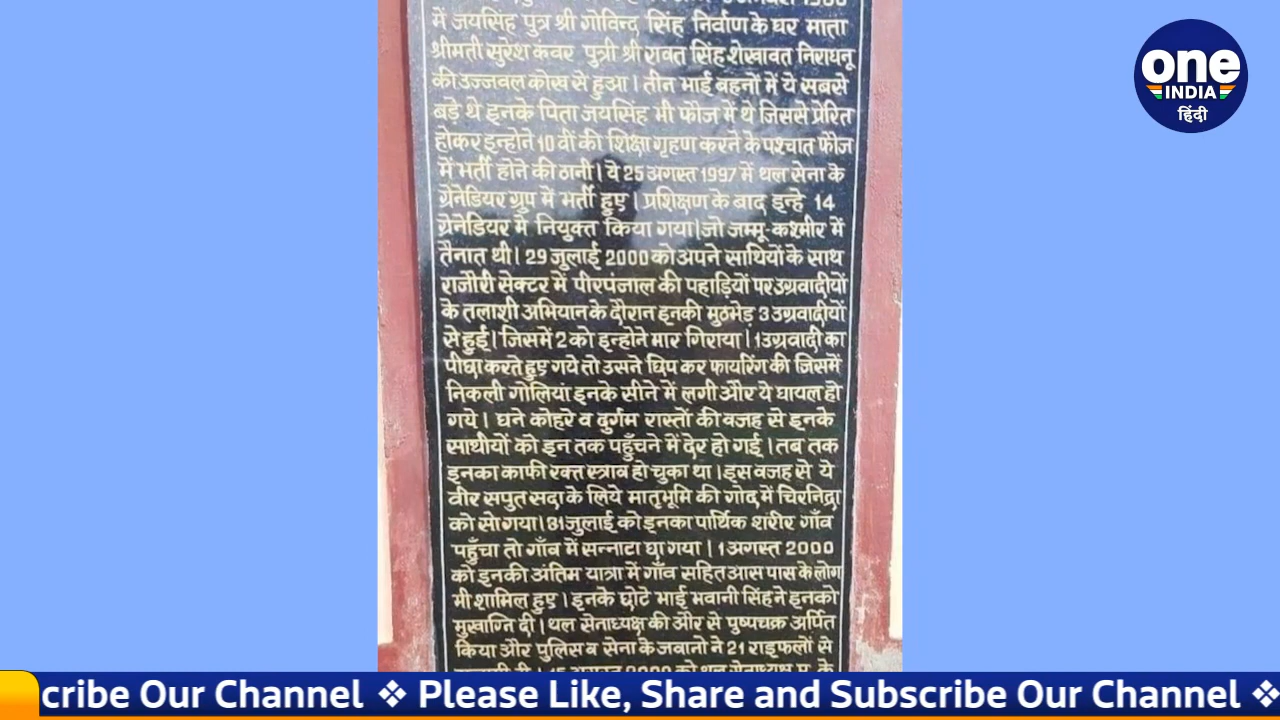 में जयसिंह पुत्र श्री गोविन्द सिंह निर्वाण के घर माता
श्रीमती सुरेश कंवर पुत्री श्री रावत सिंह शेखावत निराधनू
की उज्जवल कोख से हुआ। तीन भाई बहनों में ये सबसे
बड़े थे इनके पिता जयसिंह भी फौज में थे जिससे प्रेरित
होकर इन्होने 10 वीं की शिक्षा गृहण करने के पश्चात फौज
में भर्ती होने की ठानी। ये 25 अगस्त 1997 में थल सेना के
ग्रेनेडियर ग्रुप में भर्ती हुए। प्रशिक्षण के बाद इन्हे 14
ग्रेनेडियर मे नियुक्त किया गया। जो जम्मू-कश्मीर में
तैनात थी। 29 जुलाई 2000 को अपने साथियों के साथ
राजौरी सेक्टर में पीरपंजाल की पहाड़ियों पर उग्रवादीयों
के तलाशी अभियान के दौरान इनकी मुठभेड़ 3 उग्रवादीयों
से हुई। जिसमें 2 को इन्होने मार गिराया। 1 उग्रवादी का
पीछा करते हुए गये तो उसने छिप कर फायरिंग की जिसमें
निकली गोलियां इनके सीने में लगी और ये घायल हो
गये। घने कोहरे व दुर्गम रास्तों की वजह से इनके
साथीयों को इन तक पहुँचने में देर हो गई। तब तक
इनका काफी रक्त स्त्राव हो चुका था। इस वजह से ये
वीर सपुत सदा के लिये मातृभूमि की गोद में चिरनिद्रा
को सो गया। 31 जुलाई को इनका पार्थिक शरीर गाँव
पहुँचा तो गाँव में सन्नाटा छा गया। 1 अगस्त 2000
को इनकी अंतिम यात्रा में गाँव सहित आस पास के लोग
भी शामिल हुए। इनके छोटे भाई भवानी सिंह ने इनको
मुखाग्नि दी। थल सेनाध्यक्ष की और से पुष्पचक्र अर्पित
किया और पुलिस व सेना के जवानो ने 21 राइफलों से
one
INDIA
हिंदी
cribe Our Channel ❖ Please Like, Share and Subscribe Our Channel ❖